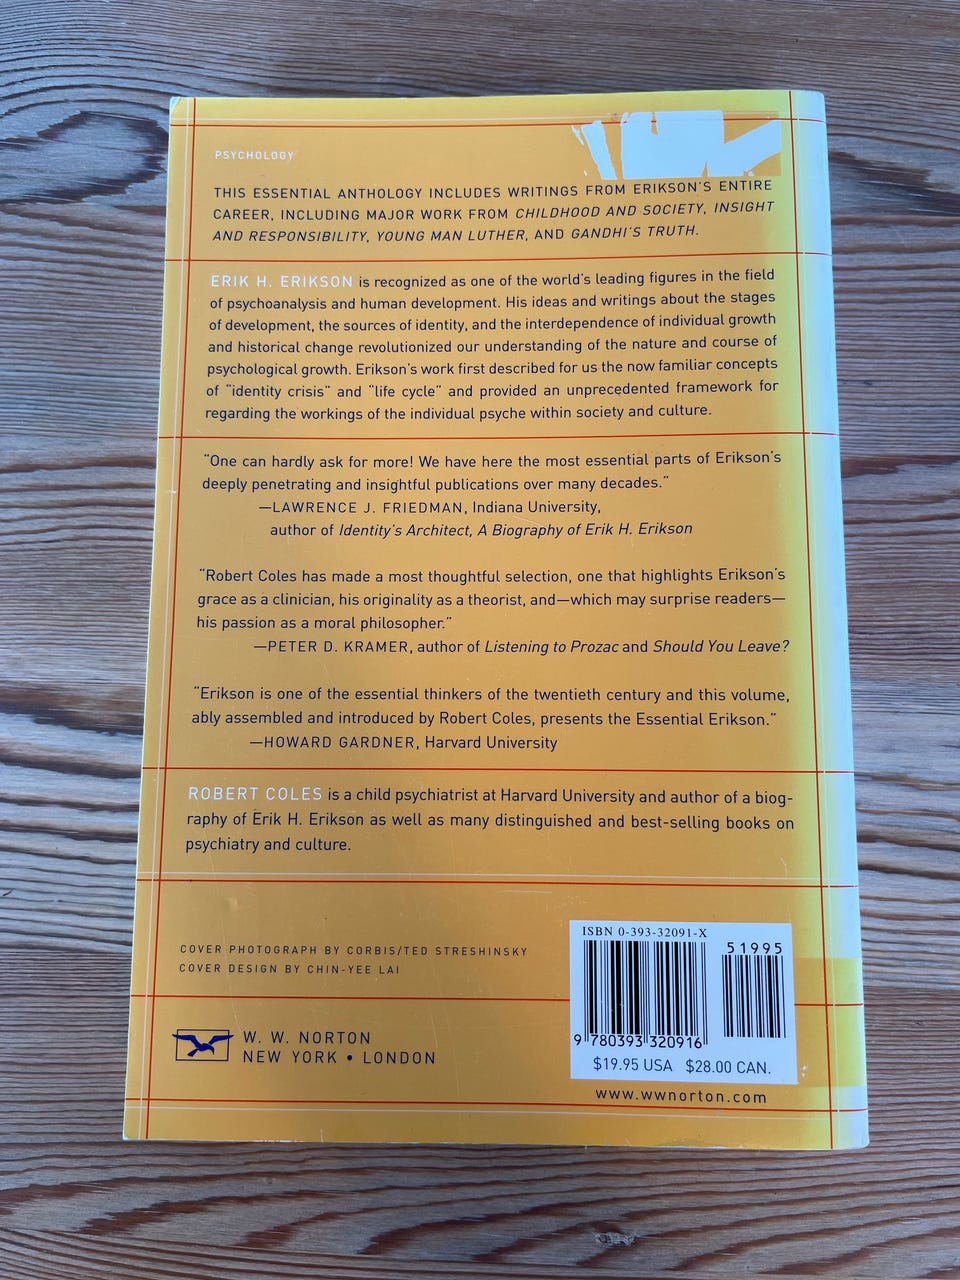 PSYCHOLOGY
THIS ESSENTIAL ANTHOLOGY INCLUDES WRITINGS FROM ERIKSON'S ENTIRE
CAREER, INCLUDING MAJOR WORK FROM CHILDHOOD AND SOCIETY, INSIGHT
AND RESPONSIBILITY, YOUNG MAN LUTHER, AND GANDHI'S TRUTH.
ERIK H. ERIKSON is recognized as one of the world's leading figures in the field
of psychoanalysis and human development. His ideas and writings about the stages
of development, the sources of identity, and the interdependence of individual growth
and historical change revolutionized our understanding of the nature and course of
psychological growth. Erikson's work first described for us the now familiar concepts
of "identity crisis" and "life cycle" and provided an unprecedented framework for
regarding the workings of the individual psyche within society and culture.
"One can hardly ask for more! We have here the most essential parts of Erikson's
deeply penetrating and insightful publications over many decades."
—LAWRENCE J. FRIEDMAN, Indiana University,
author of Identity's Architect, A Biography of Erik H. Erikson
"Robert Coles has made a most thoughtful selection, one that highlights Erikson's
grace as a clinician, his originality as a theorist, and—which may surprise readers—
his passion as a moral philosopher."
—PETER D. KRAMER, author of Listening to Prozac and Should You Leave?
"Erikson is one of the essential thinkers of the twentieth century and this volume,
ably assembled and introduced by Robert Coles, presents the Essential Erikson."
—HOWARD GARDNER, Harvard University
ROBERT COLES is a child psychiatrist at Harvard University and author of a biog-
raphy of Erik H. Erikson as well as many distinguished and best-selling books on
psychiatry and culture.
COVER PHOTOGRAPH BY CORBIS/TED STRESHINSKY
COVER DESIGN BY CHIN-YEE LAI
W. W. NORTON
NEW YORK • LONDON
ISBN 0-393-32091-X
51995
9 780393 320916
$19.95 USA $28.00 CAN.
www.wwnorton.com